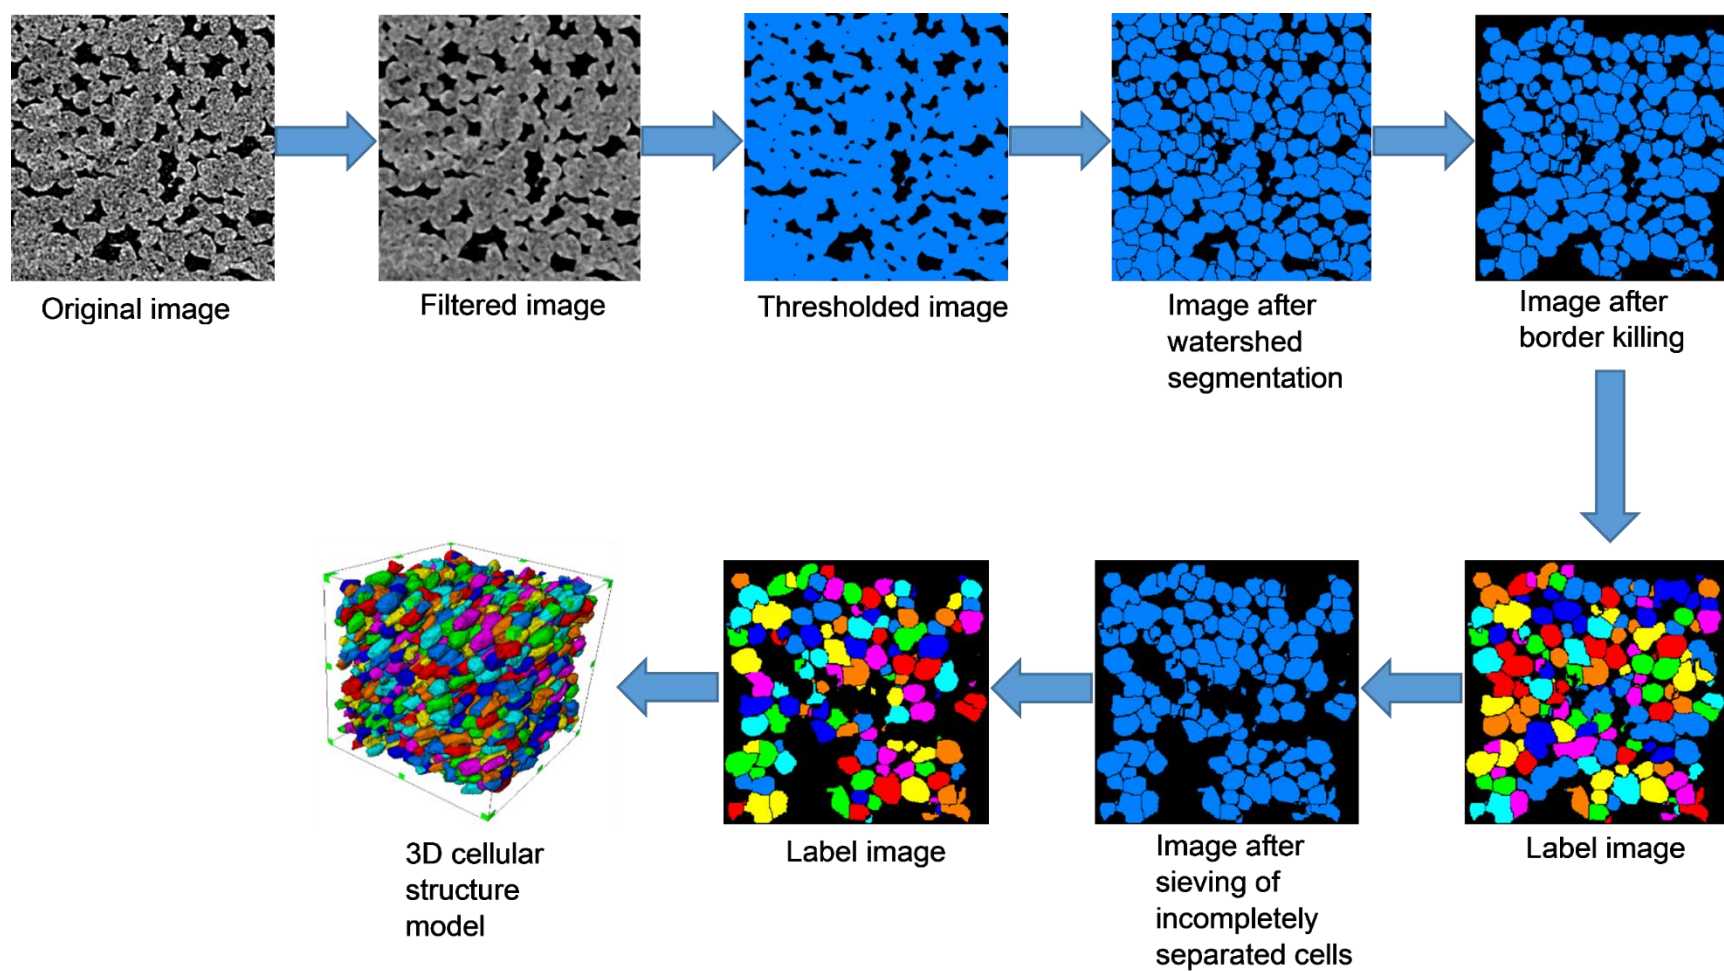 Original image
Filtered image
Thresholded image
Image after
watershed
segmentation
Image after
border killing
3D cellular
structure
model
Label image
Image after
sieving of
incompletely
separated cells
Label image